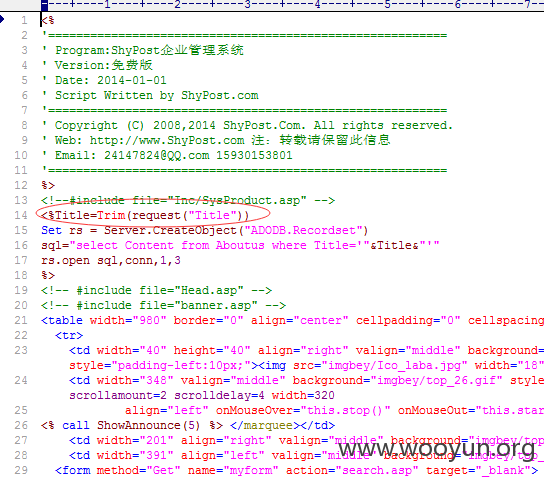 ----+----1----+----2----+----3----+----4----+----5----+----6----+----7
1 <%
2 '==================================================
3 ' Program:ShyPost企业管理系统
4 ' Version:免费版
5 ' Date: 2014-01-01
6 ' Script Written by ShyPost.com
7 '==================================================
8 ' Copyright (C) 2008,2014 ShyPost.Com. All rights reserved.
9 ' Web: http://www.ShyPost.com 注：转载请保留此信息
10 ' Email: 24147824@QQ.com 15930153801
11 '==================================================
12 %>
13 <!--#include file="Inc/SysProduct.asp" -->
14 <%Title=Trim(request("Title"))
15 Set rs = Server.CreateObject("ADODB.Recordset")
16 sql="select Content from Aboutus where Title='"&Title&"'"
17 rs.open sql,conn,1,3
18 %>
19 <!-- #include file="Head.asp" -->
20 <!-- #include file="banner.asp" -->
21 <table width="980" border="0" align="center" cellpadding="0" cellspacing
22 <tr>
23 <td width="40" height="40" align="right" valign="middle" background=
style="padding-left:10px;"><img src="imgbey/Ico_laba.jpg" width="18"
24 <td width="348" valign="middle" background="imgbey/top_26.gif" style
scrollamount=2 scrolldelay=4 width=320
25 align="left" onMouseOver="this.stop()" onMouseOut="this.star
26 <% call ShowAnnounce(5) %> </marquee></td>
27 <td width="201" align="right" valign="middle" background="imgbey/top
28 <td width="391" align="left" valign="middle" background="imgbey/top_
29 <form method="Get" name="myform" action="search.asp" target="_blank">
www.wooyun.org